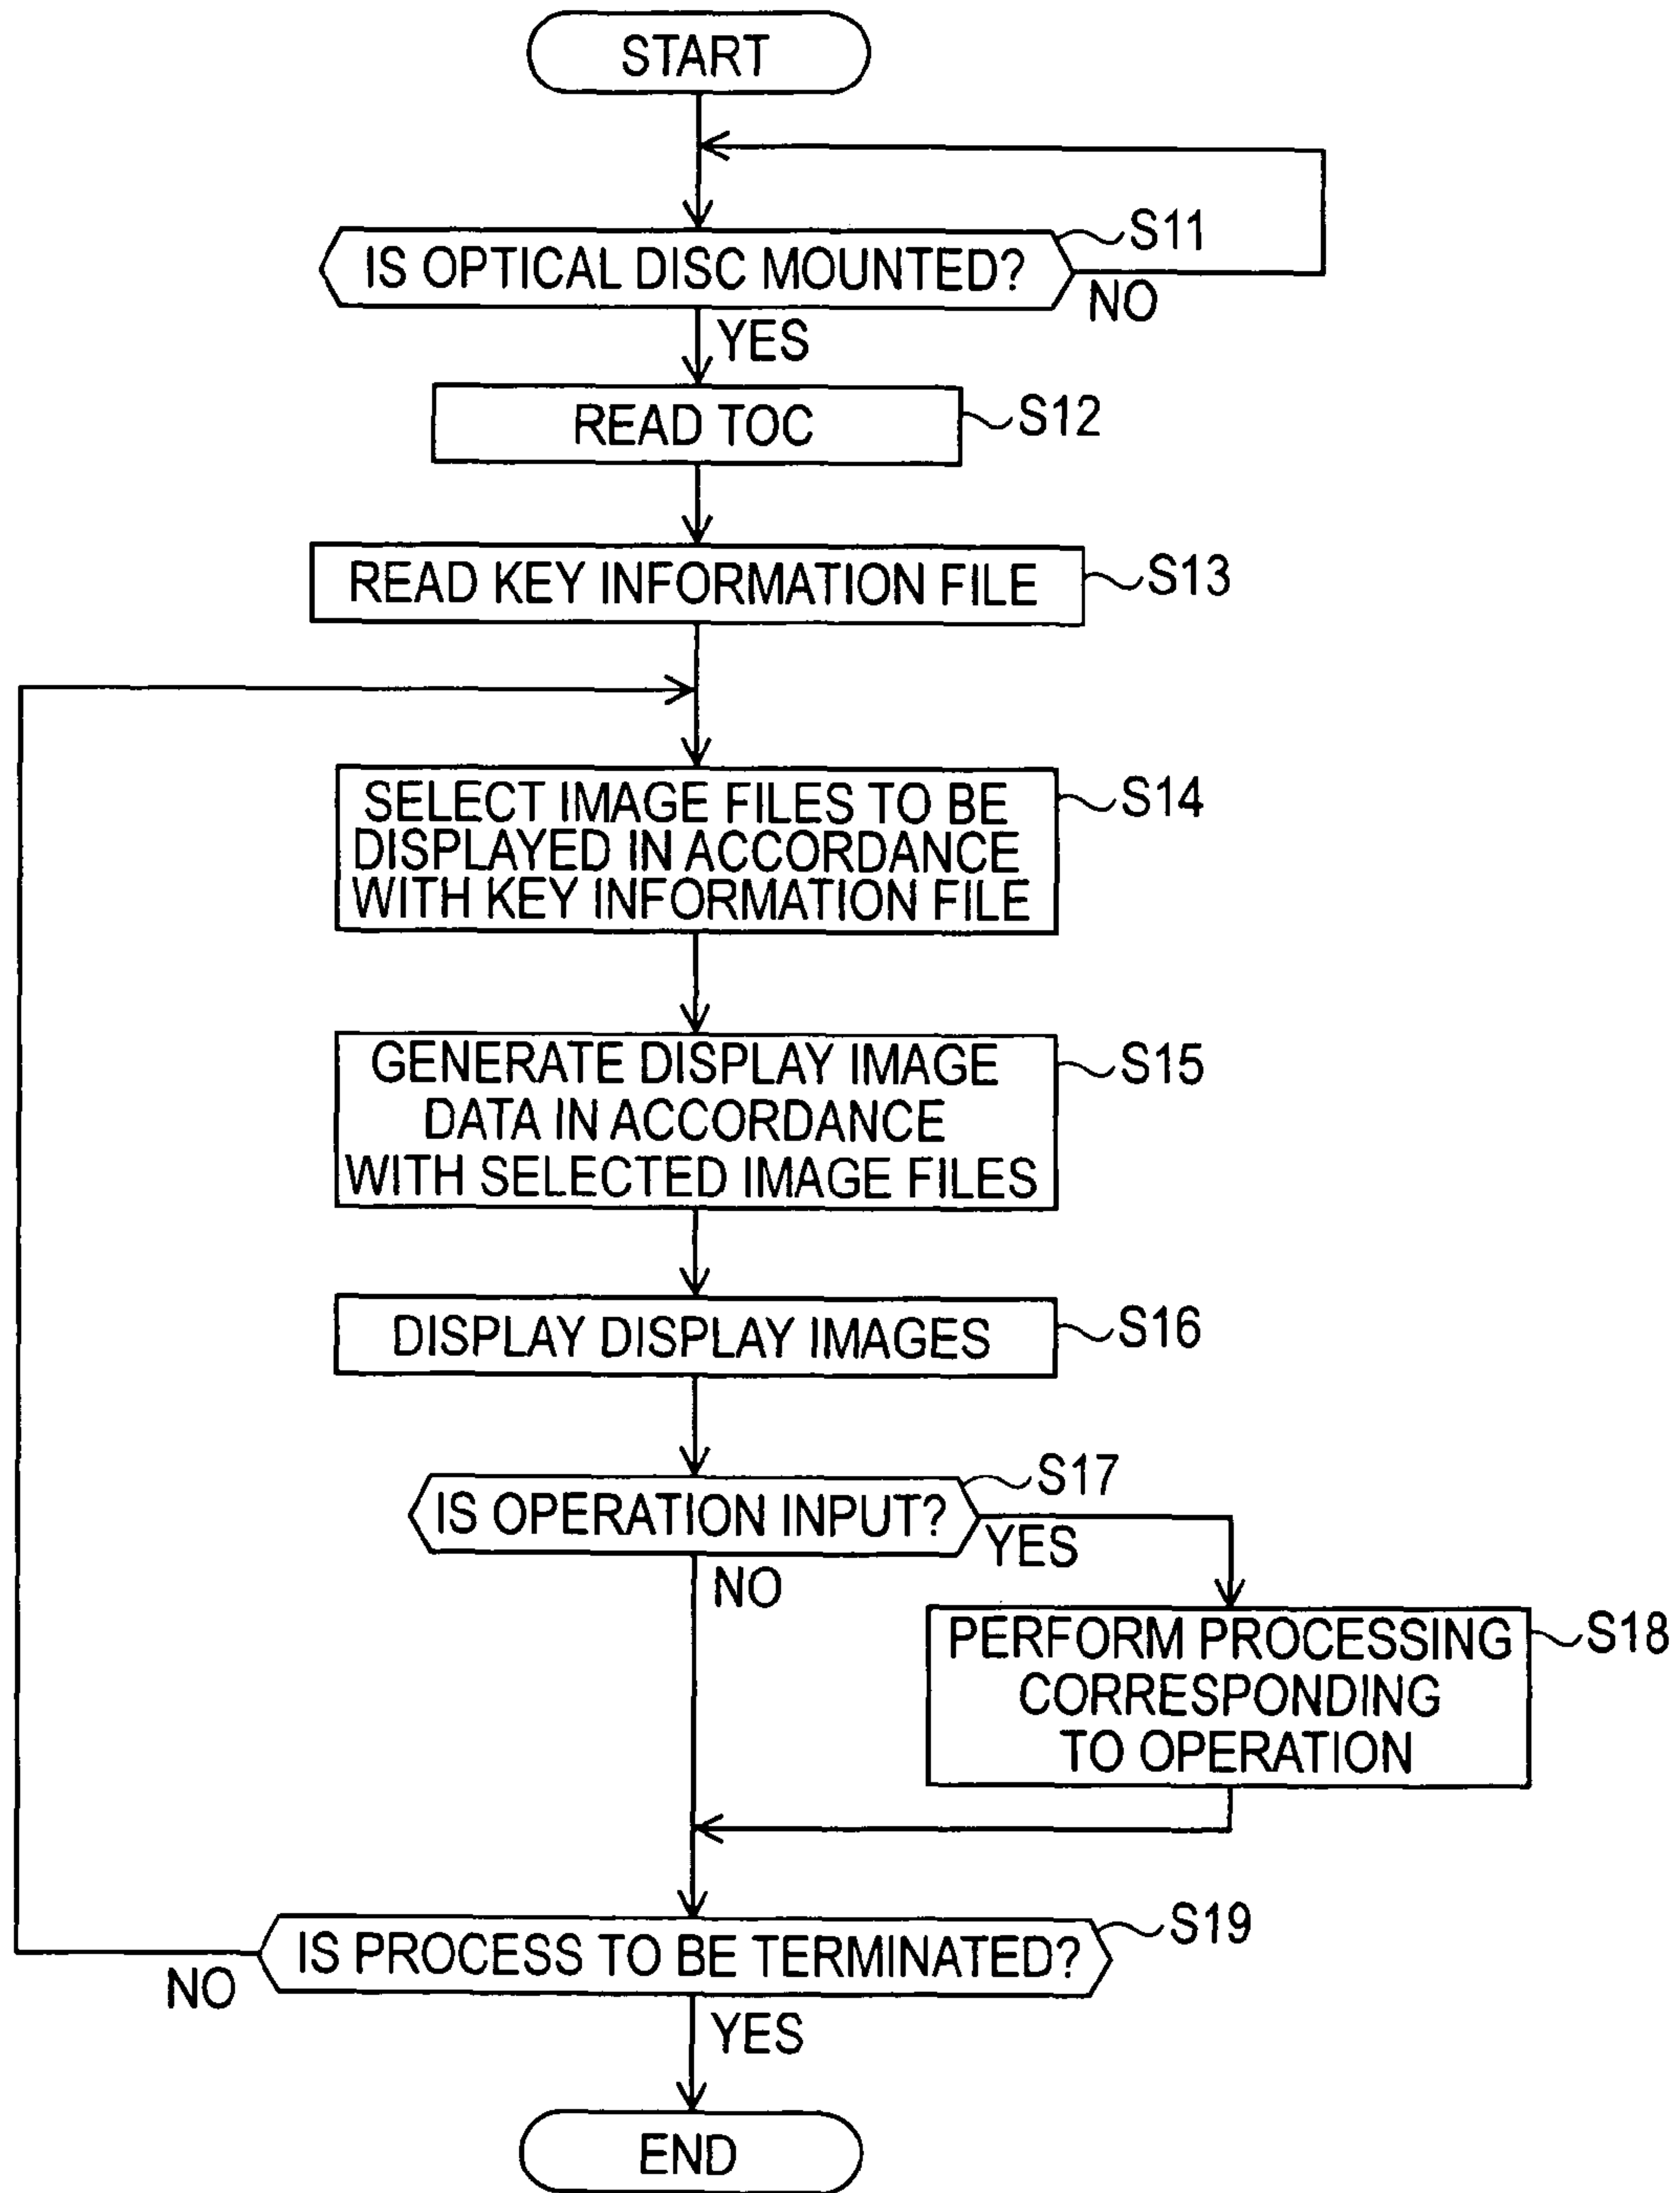 START
S11
IS OPTICAL DISC MOUNTED?
NO
YES
READ TOC
S12
READ KEY INFORMATION FILE
S13
SELECT IMAGE FILES TO BE
DISPLAYED IN ACCORDANCE
WITH KEY INFORMATION FILE
S14
GENERATE DISPLAY IMAGE
DATA IN ACCORDANCE
WITH SELECTED IMAGE FILES
S15
DISPLAY DISPLAY IMAGES
S16
S17
IS OPERATION INPUT?
YES
NO
PERFORM PROCESSING
CORRESPONDING
TO OPERATION
S18
S19
IS PROCESS TO BE TERMINATED?
NO
YES
END